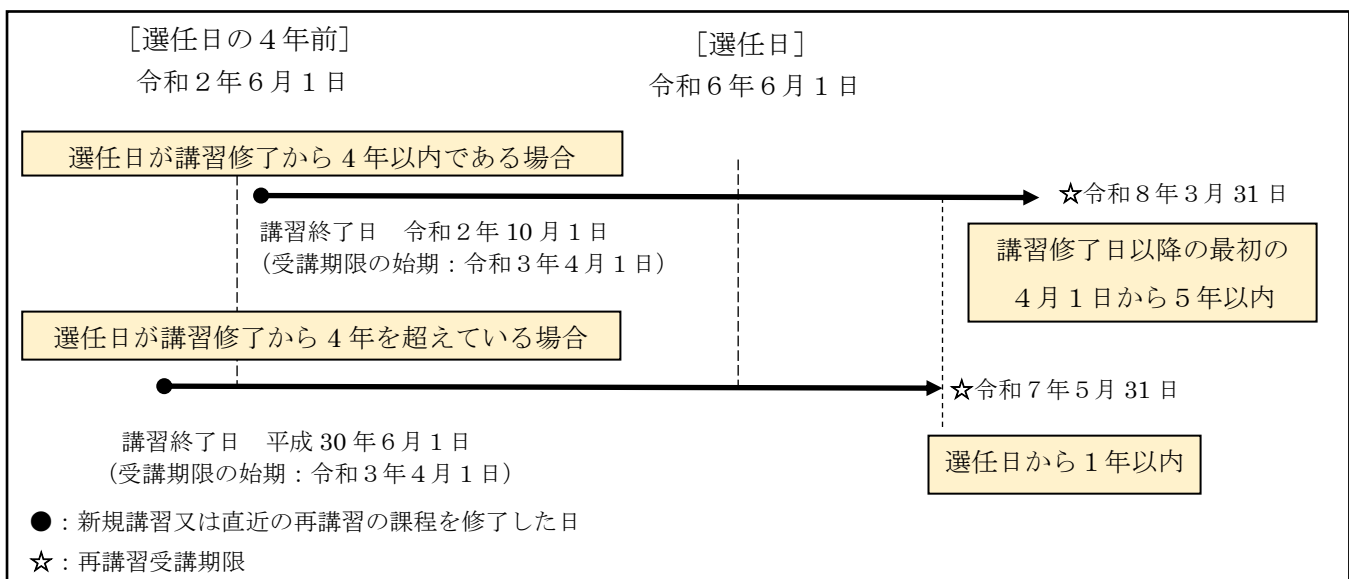 ［選任日の４年前］
令和２年６月１日
［選任日］
令和６年６月１日
選任日が講習修了から４年以内である場合
☆令和８年３月 31 日
講習終了日　令和２年 10 月１日
（受講期限の始期：令和３年４月１日）
講習修了日以降の最初の
４月１日から５年以内
選任日が講習修了から４年を超えている場合
☆令和７年５月 31 日
講習終了日　平成 30 年６月１日
（受講期限の始期：令和３年４月１日）
選任日から１年以内
●：新規講習又は直近の再講習の課程を修了した日
☆：再講習受講期限